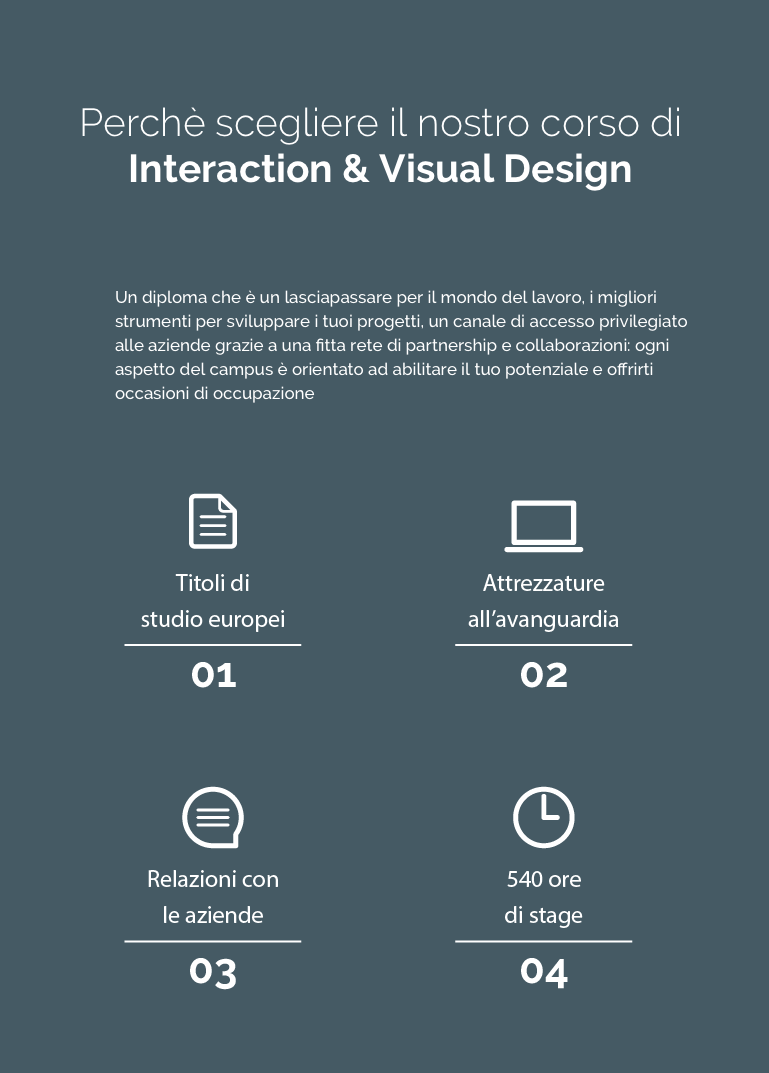 Perchè scegliere il nostro corso di
Interaction & Visual Design
Un diploma che è un lasciapassare per il mondo del lavoro, i migliori
strumenti per sviluppare i tuoi progetti, un canale di accesso privilegiato
alle aziende grazie a una fitta rete di partnership e collaborazioni: ogni
aspetto del campus è orientato ad abilitare il tuo potenziale e offrirti
occasioni di occupazione
Titoli di
studio europei
01
Attrezzature
all’avanguardia
02
Relazioni con
le aziende
03
540 ore
di stage
04